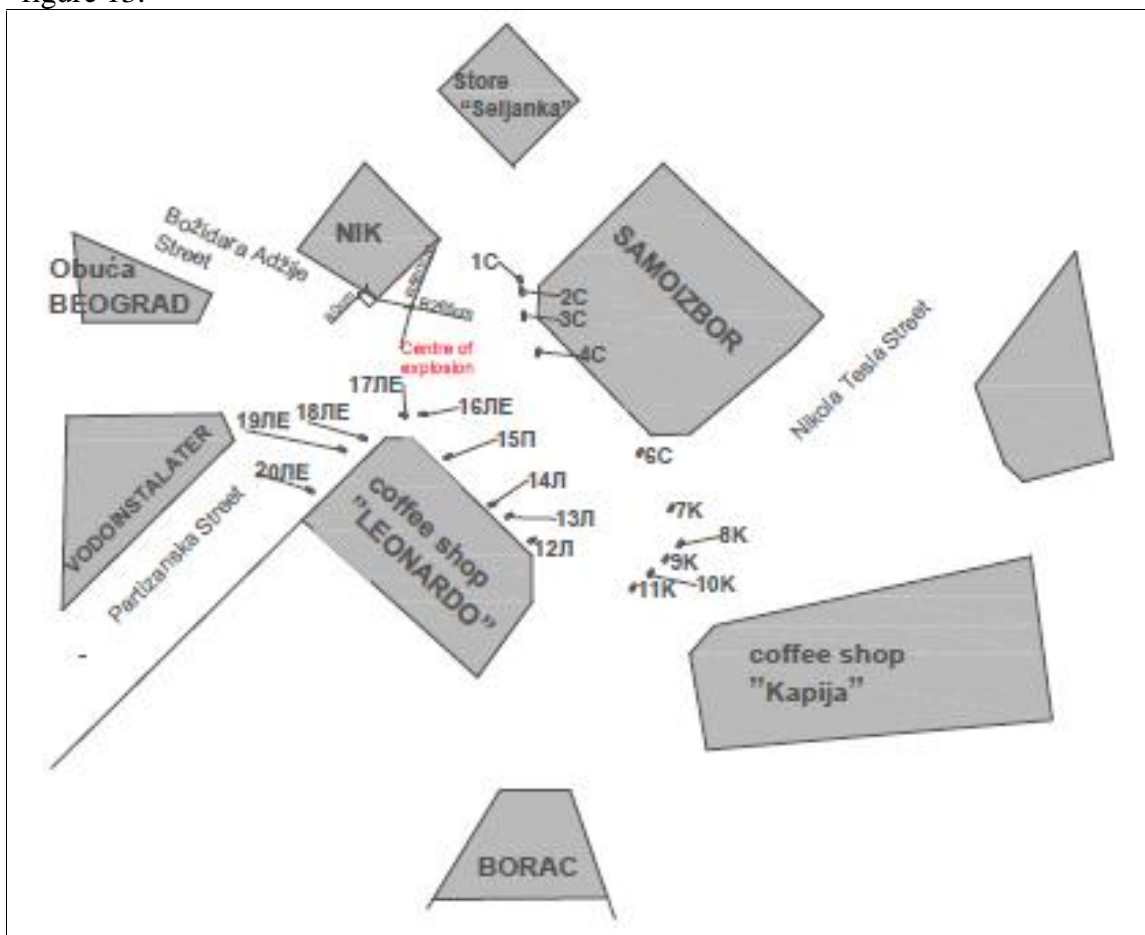 figure 13.
Store
"Seljanka"
NIK
Božidara Adžije
Street
Obuća
BEOGRAD
SAMOIZBOR
1C
2C
3C
4C
Centre of
explosion
Nikola Tesla Street
17ЛЕ
16ЛЕ
18ЛЕ
19ЛЕ
15П
20ЛЕ
6C
14Л
13Л
12Л
7K
8K
9K
10K
11K
VODOINSTALATER
Partizanska Street
coffee shop
"LEONARDO"
coffee shop
"Kapija"
BORAC